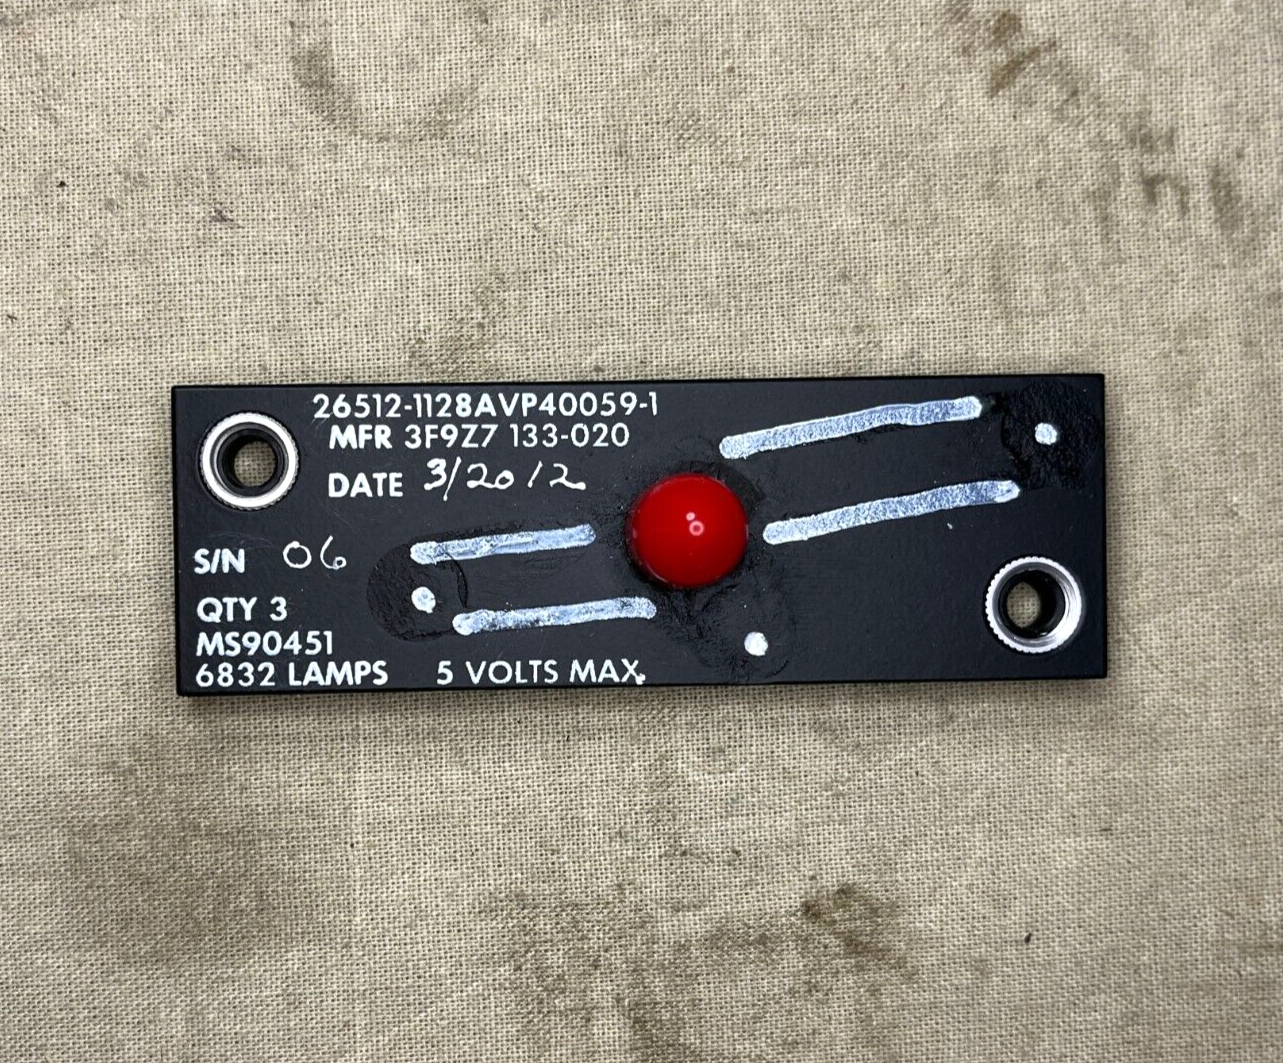 26512-1128AVP40059-1
MFR 3F9Z7 133-020
DATE 3/2012
S/N 06
QTY 3
MS90451
6832 LAMPS 5 VOLTS MAX.